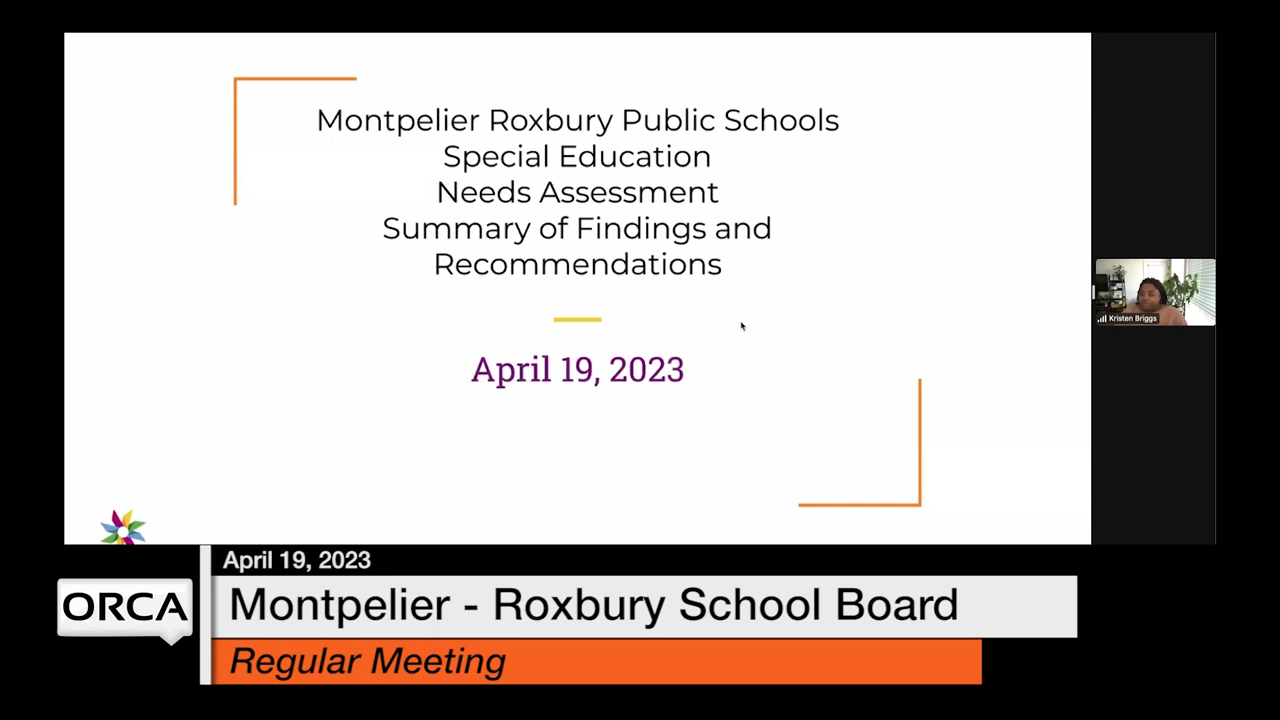 Montpelier Roxbury Public Schools
Special Education
Needs Assessment
Summary of Findings and
Recommendations
April 19, 2023
Kristen Briggs
April 19, 2023
ORCA
Montpelier - Roxbury School Board
Regular Meeting